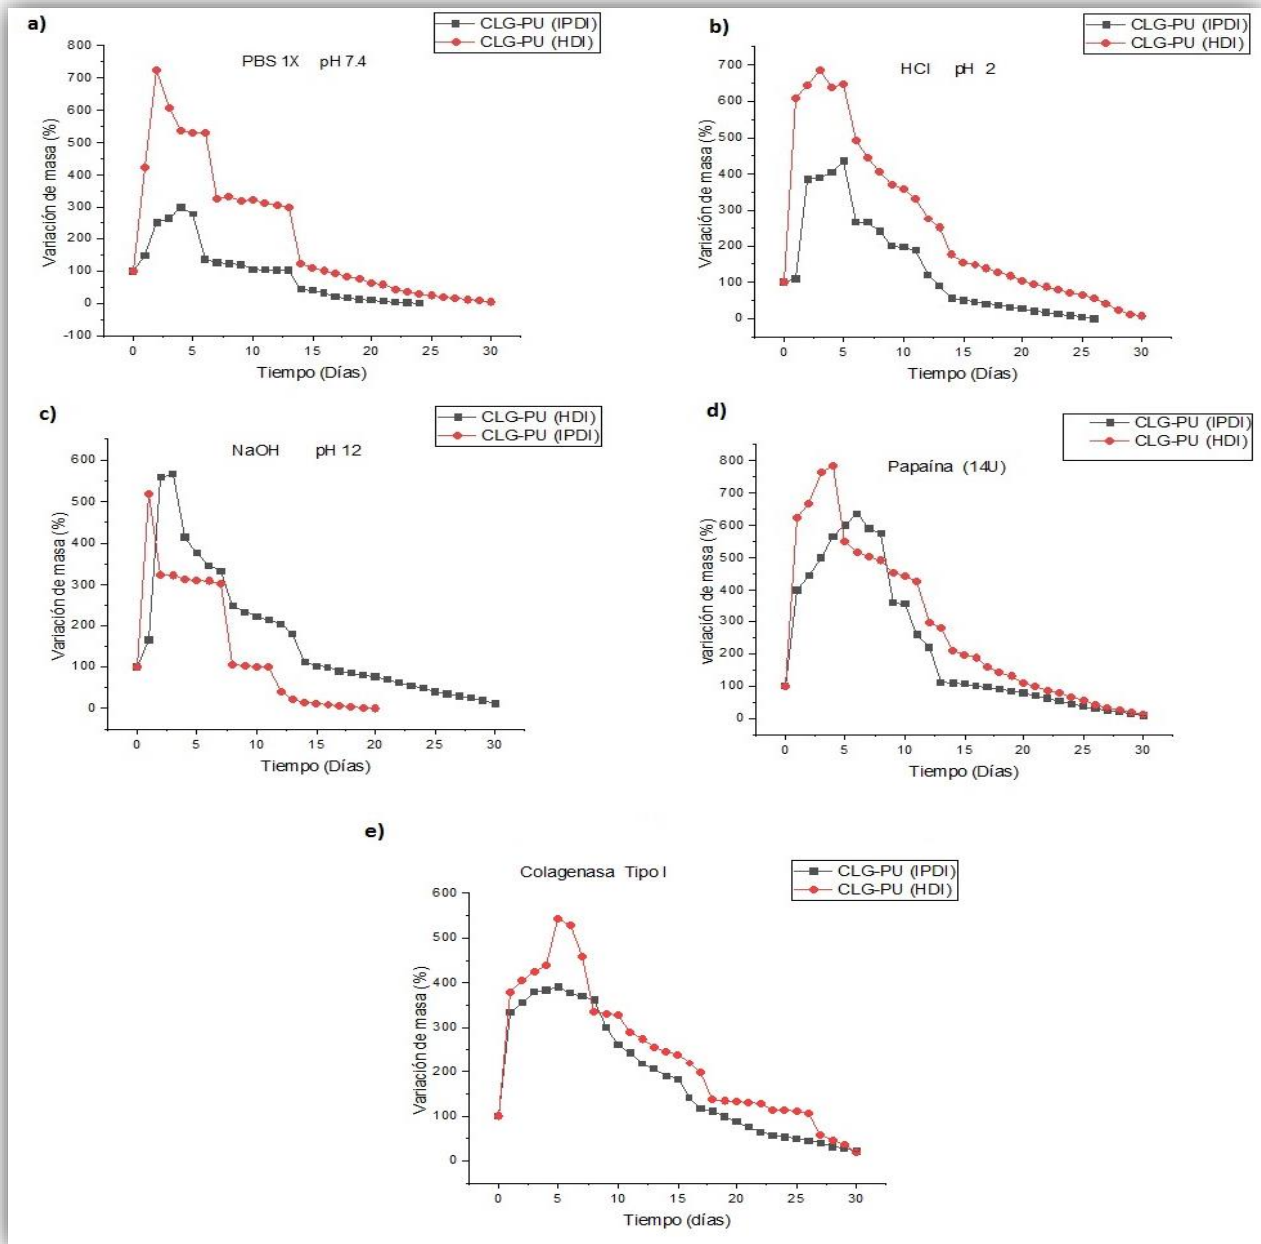 a)
CLG-PU (IPDI)
CLG-PU (HDI)
PBS 1X pH 7.4
Variación de masa (%)
800
700
600
500
400
300
200
100
0
-100
0 5 10 15 20 25 30
Tiempo (Días)
b)
CLG-PU (IPDI)
CLG-PU (HDI)
HCl pH 2
Variación de masa (%)
700
600
500
400
300
200
100
0
0 5 10 15 20 25 30
Tiempo (Días)
c)
CLG-PU (HDI)
CLG-PU (IPDI)
NaOH pH 12
Variación de masa (%)
600
500
400
300
200
100
0
0 5 10 15 20 25 30
Tiempo (Días)
d)
CLG-PU (IPDI)
CLG-PU (HDI)
Papaína (14U)
variación de masa (%)
800
700
600
500
400
300
200
100
0
0 5 10 15 20 25 30
Tiempo (Días)
e)
Colagenasa Tipo I
CLG-PU (IPDI)
CLG-PU (HDI)
Variación de masa (%)
600
500
400
300
200
100
0
0 5 10 15 20 25 30
Tiempo (días)